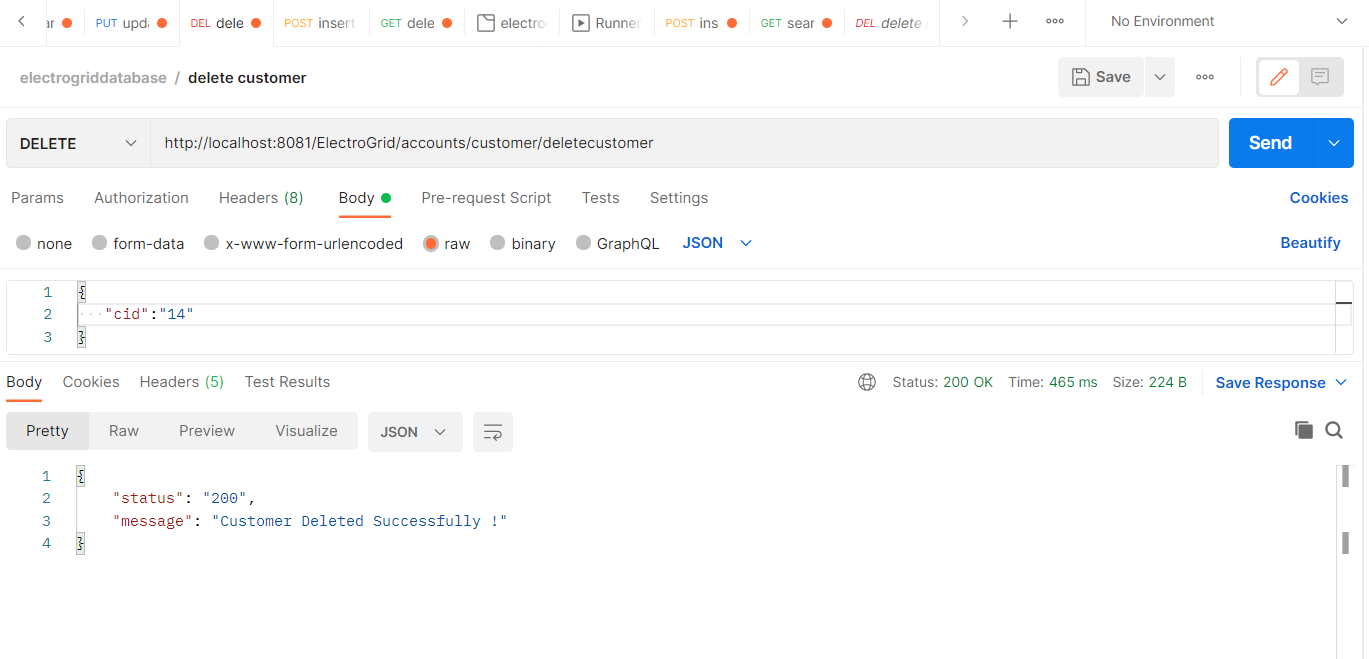 PUT upda DEL dele POST insert GET dele electro Runner POST ins GET sear DEL delete No Environment
electrogriddatabase / delete customer Save
DELETE http://localhost:8081/ElectroGrid/accounts/customer/deletecustomer Send
Params Authorization Headers (8) Body Pre-request Script Tests Settings Cookies
none form-data x-www-form-urlencoded raw binary GraphQL JSON Beautify
1 {
2 "cid":"14"
3 }
Body Cookies Headers (5) Test Results Status: 200 OK Time: 465 ms Size: 224 B Save Response
Pretty Raw Preview Visualize JSON
1 {
2 "status": "200",
3 "message": "Customer Deleted Successfully !"
4 }